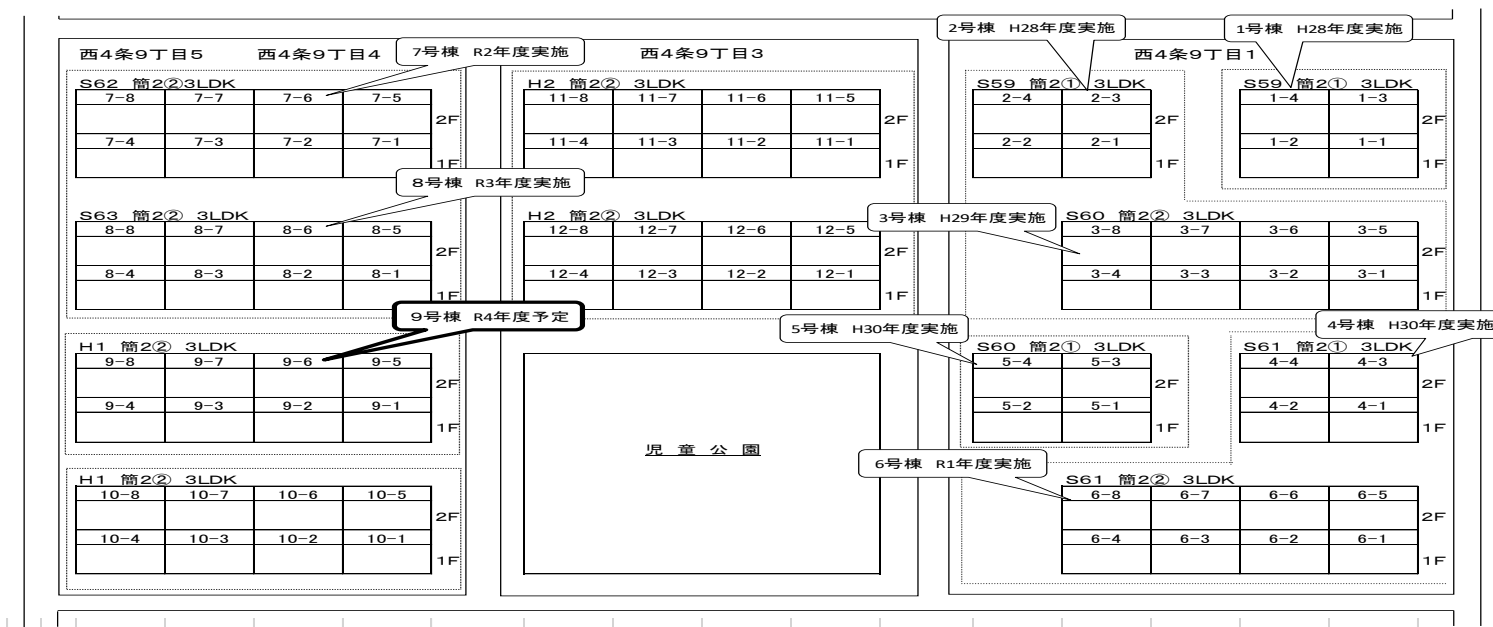 2号棟 H28年度実施
1号棟 H28年度実施
西4条9丁目5
西4条9丁目4
7号棟 R2年度実施
西4条9丁目3
西4条9丁目1
S62 簡2②3LDK
7-8 7-7 7-6 7-5
2F
7-4 7-3 7-2 7-1
1F
8号棟 R3年度実施
S63 簡2② 3LDK
8-8 8-7 8-6 8-5
2F
8-4 8-3 8-2 8-1
1F
9号棟 R4年度予定
H1 簡2② 3LDK
9-8 9-7 9-6 9-5
2F
9-4 9-3 9-2 9-1
1F
H1 簡2② 3LDK
10-8 10-7 10-6 10-5
2F
10-4 10-3 10-2 10-1
1F
H2 簡2② 3LDK
11-8 11-7 11-6 11-5
2F
11-4 11-3 11-2 11-1
1F
H2 簡2② 3LDK
12-8 12-7 12-6 12-5
2F
12-4 12-3 12-2 12-1
1F
児童公園
S59 簡2① 3LDK
2-4 2-3
2F
2-2 2-1
1F
S59 簡2① 3LDK
1-4 1-3
2F
1-2 1-1
1F
3号棟 H29年度実施
S60 簡2② 3LDK
3-8 3-7 3-6 3-5
2F
3-4 3-3 3-2 3-1
1F
5号棟 H30年度実施
4号棟 H30年度実施
S60 簡2① 3LDK
5-4 5-3
2F
5-2 5-1
1F
S61 簡2① 3LDK
4-4 4-3
2F
4-2 4-1
1F
6号棟 R1年度実施
S61 簡2② 3LDK
6-8 6-7 6-6 6-5
2F
6-4 6-3 6-2 6-1
1F